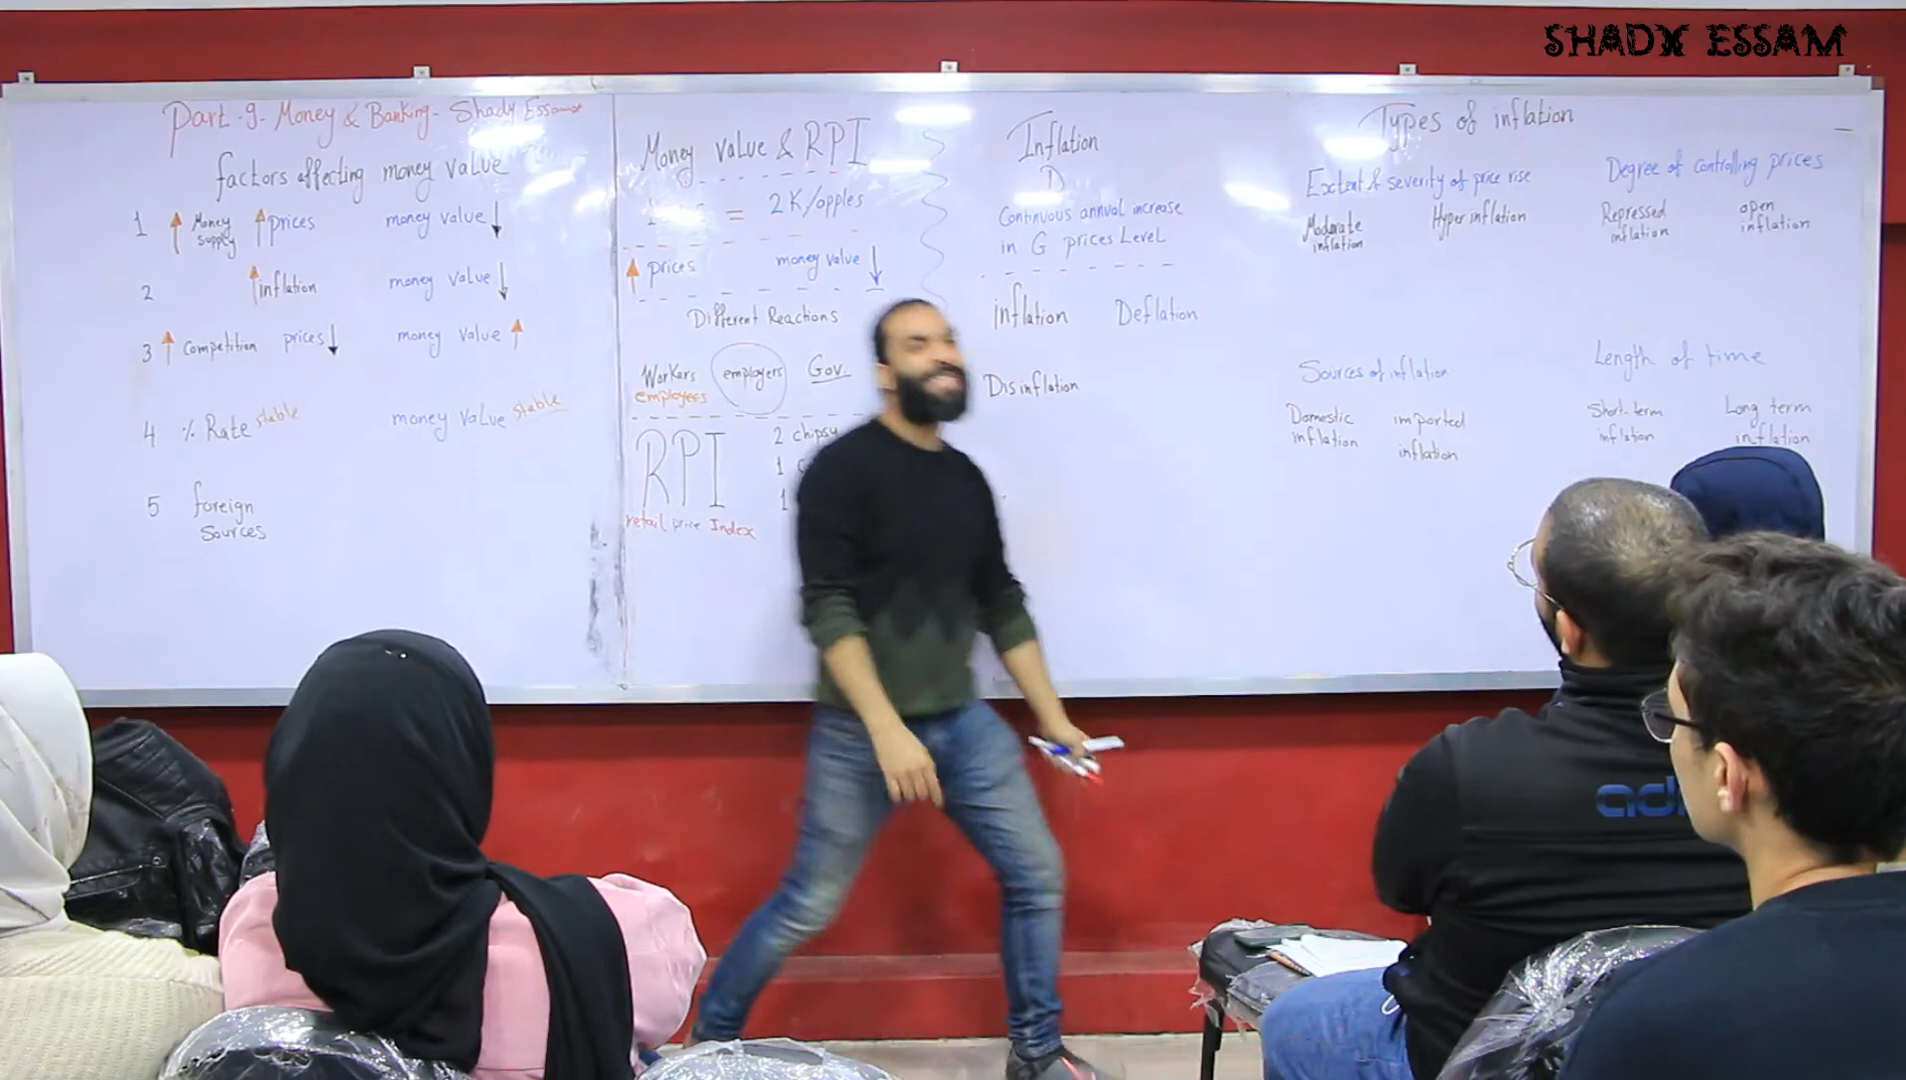 SHADY ESSAM
Part -9- Money & Banking- Shady Essam
factors affecting money value
1 ↑ Money supply ↑ prices money value ↓
2 ↑ inflation money value ↓
3 ↑ Competition prices ↓ money value ↑
4 % Rate stable money value stable
5 foreign
sources
Money value & RPI
= 2 K/apples
↑ prices money value ↓
Different Reactions
Workers employers Gov.
employees
RPI
retail price Index
2 chipsy
1
1
Inflation
D
Continuous annual increase
in G prices Level
inflation Deflation
Disinflation
Types of inflation
Extent & severity of price rise
Moderate
inflation
Hyper inflation
Degree of controlling prices
Repressed
inflation
open
inflation
Sources of inflation
Domestic
inflation
imported
inflation
Length of time
Short-term
inflation
Long term
inflation